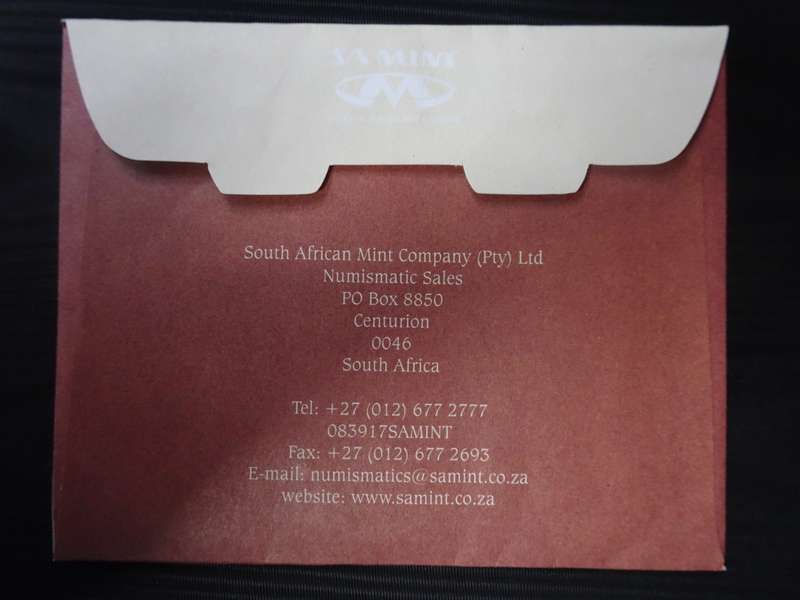 SA MINT
South African Mint Company (Pty) Ltd
Numismatic Sales
PO Box 8850
Centurion
0046
South Africa
Tel: +27 (012) 677 2777
083917SAMINT
Fax: +27 (012) 677 2693
E-mail: numismatics@samint.co.za
website: www.samint.co.za